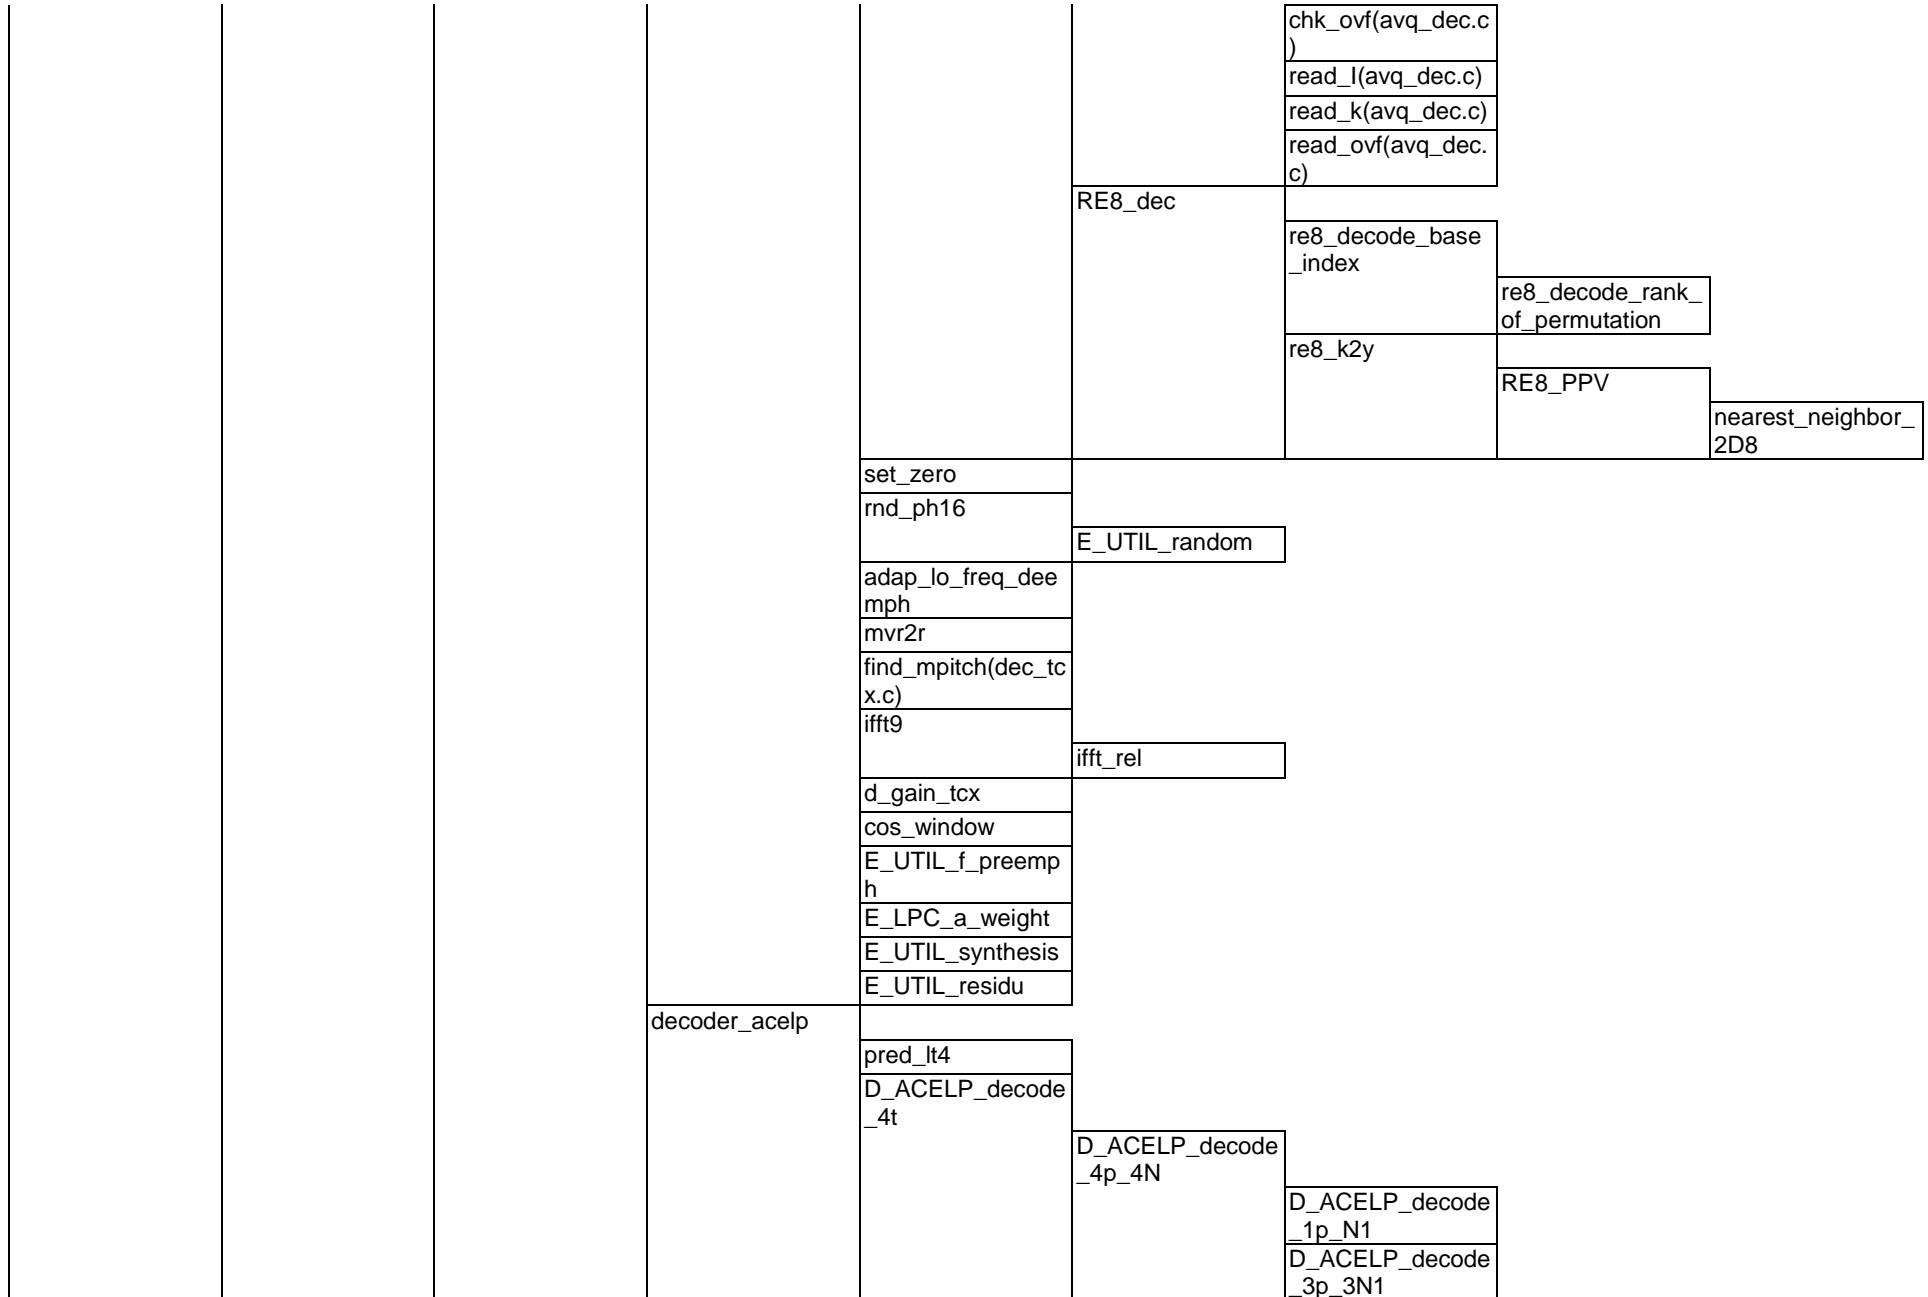 chk_ovf(avq_dec.c
)
read_l(avq_dec.c)
read_k(avq_dec.c)
read_ovf(avq_dec.
c)
RE8_dec
re8_decode_base
_index
re8_decode_rank_
of_permutation
re8_k2y
RE8_PPV
nearest_neighbor_
2D8
set_zero
rnd_ph16
E_UTIL_random
adap_lo_freq_dee
mph
mvr2r
find_mpitch(dec_tc
x.c)
ifft9
ifft_rel
d_gain_tcx
cos_window
E_UTIL_f_preemp
h
E_LPC_a_weight
E_UTIL_synthesis
E_UTIL_residu
decoder_acelp
pred_lt4
D_ACELP_decode
_4t
D_ACELP_decode
_4p_4N
D_ACELP_decode
_1p_N1
D_ACELP_decode
_3p_3N1